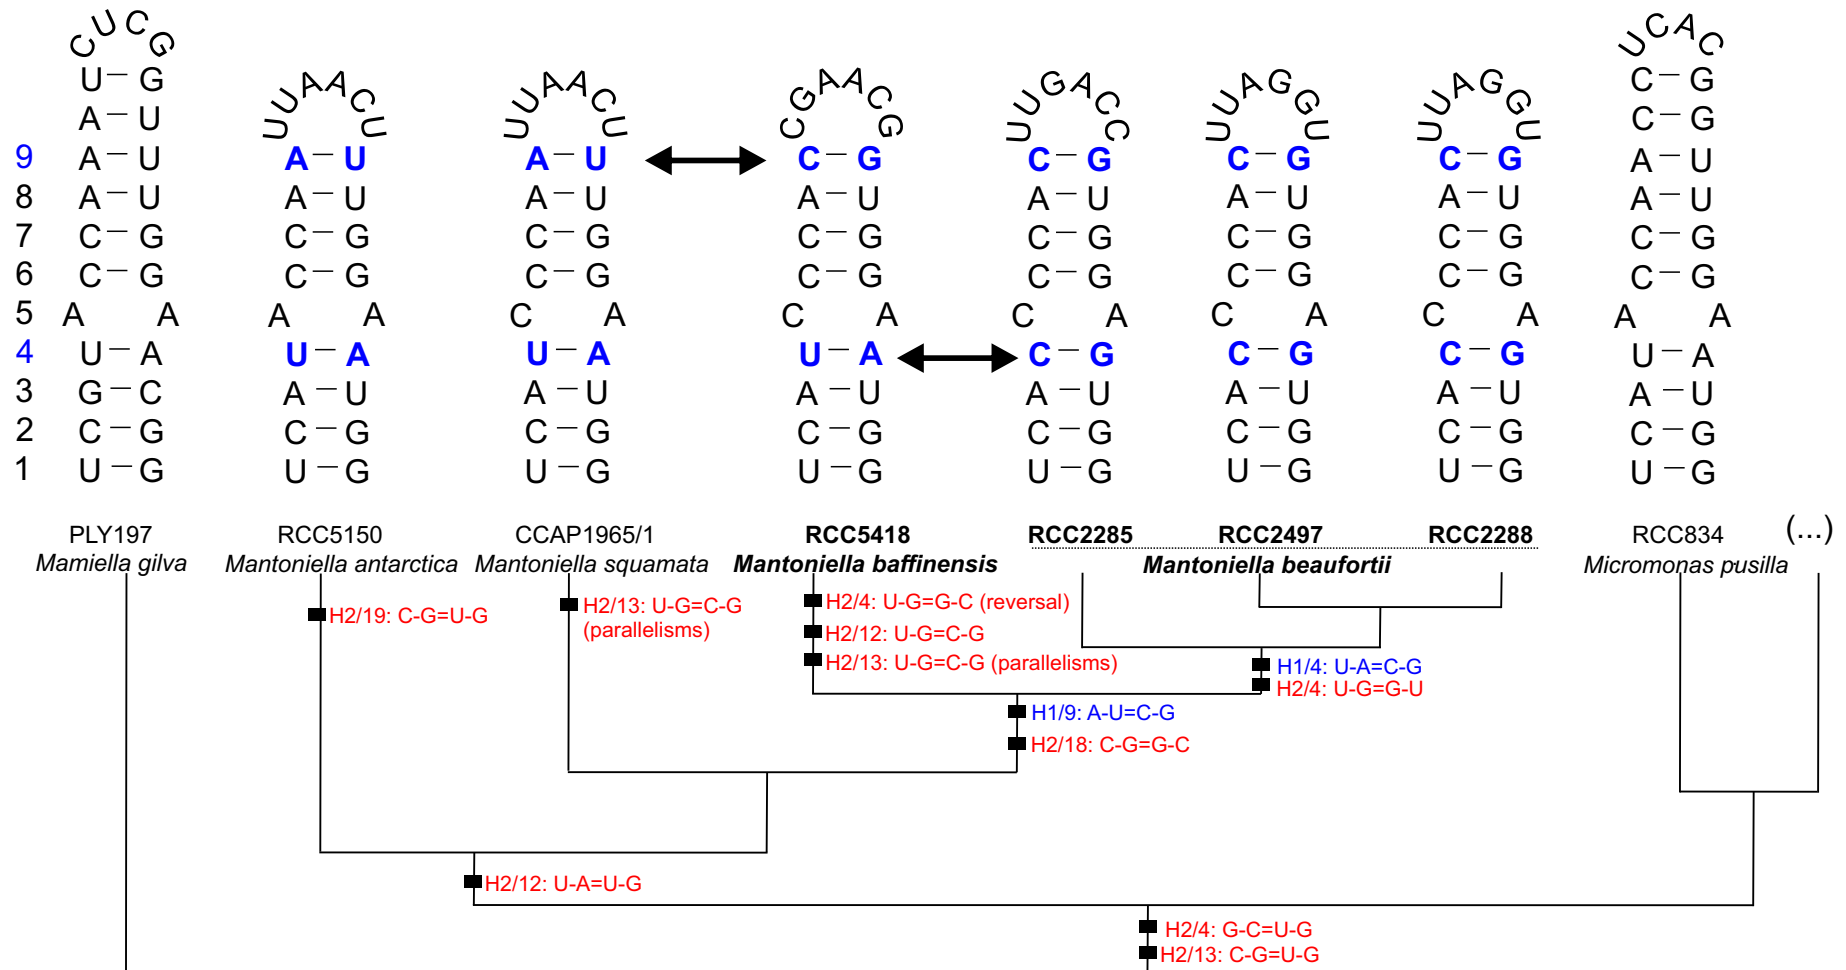 CUCG UCAC
U－G UUAACU UUAACU CGAACG UUGACC UUAGGU UUAGGU C－G
A－U C－G
9 A－U A－U A－U C－G C－G C－G C－G A－U
8 A－U A－U A－U A－U A－U A－U A－U A－U
7 C－G C－G C－G C－G C－G C－G C－G C－G
6 C－G C－G C－G C－G C－G C－G C－G C－G
5 A A A A C A C A C A C A C A A A
4 U－A U－A U－A U－A C－G C－G C－G U－A
3 G－C A－U A－U A－U A－U A－U A－U A－U
2 C－G C－G C－G C－G C－G C－G C－G C－G
1 U－G U－G U－G U－G U－G U－G U－G U－G
PLY197 RCC5150 CCAP1965/1 RCC5418 RCC2285 RCC2497 RCC2288 RCC834 (...)
Mamiella gilva Mantoniella antarctica Mantoniella squamata Mantoniella baffinensis Mantoniella beaufortii Micromonas pusilla
H2/19: C-G=U-G
H2/13: U-G=C-G
(parallelisms)
H2/4: U-G=G-C (reversal)
H2/12: U-G=C-G
H2/13: U-G=C-G (parallelisms)
H1/4: U-A=C-G
H2/4: U-G=G-U
H1/9: A-U=C-G
H2/18: C-G=G-C
H2/12: U-A=U-G
H2/4: G-C=U-G
H2/13: C-G=U-G